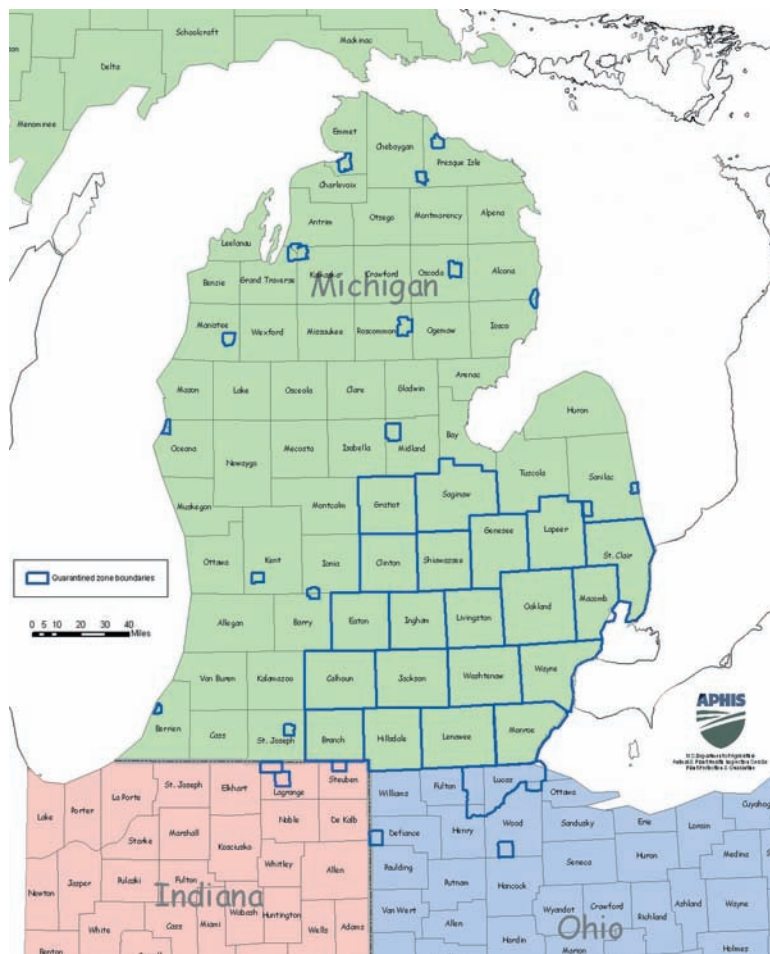 Schoolcraft
Mackinac
Delta
Menominee
Emmet
Cheboygan
Presque Isle
Charlevoix
Antrim
Otsego
Montmorency
Alpena
Leelanau
Benzie
Grand Traverse
Kalkaska
Crawford
Oscoda
Alcona
Michigan
Manistee
Wexford
Missaukee
Roscommon
Ogemaw
Iosco
Arenac
Mason
Lake
Osceola
Clare
Gladwin
Huron
Oceana
Newaygo
Mecosta
Isabella
Midland
Bay
Tuscola
Sanilac
Muskegon
Montcalm
Gratiot
Saginaw
Genesee
Lapeer
St. Clair
Ottawa
Kent
Ionia
Clinton
Shiawassee
Quarantined zone boundaries
0 5 10 20 30 40
Miles
Allegan
Barry
Eaton
Ingham
Livingston
Oakland
Macomb
Van Buren
Kalamazoo
Calhoun
Jackson
Washtenaw
Wayne
Berrien
Cass
St. Joseph
Branch
Hillsdale
Lenawee
Monroe
APHIS
St. Joseph
Elkhart
Lagrange
Steuben
Williams
Fulton
Lucas
Ottawa
Lake
Porter
La Porte
Noble
De Kalb
Defiance
Henry
Wood
Sandusky
Erie
Lorain
Cuyahog
Starke
Marshall
Kosciusko
Whitley
Allen
Paulding
Putnam
Hancock
Seneca
Huron
Medina
Newton
Jasper
Pulaski
Fulton
Indiana
Wabash
Huntington
Van Wert
Allen
Wyandot
Crawford
Richland
Ashland
Wayne
White
Cass
Miami
Wells
Adams
Hardin
Ohio
Marion
Holmes
Benton